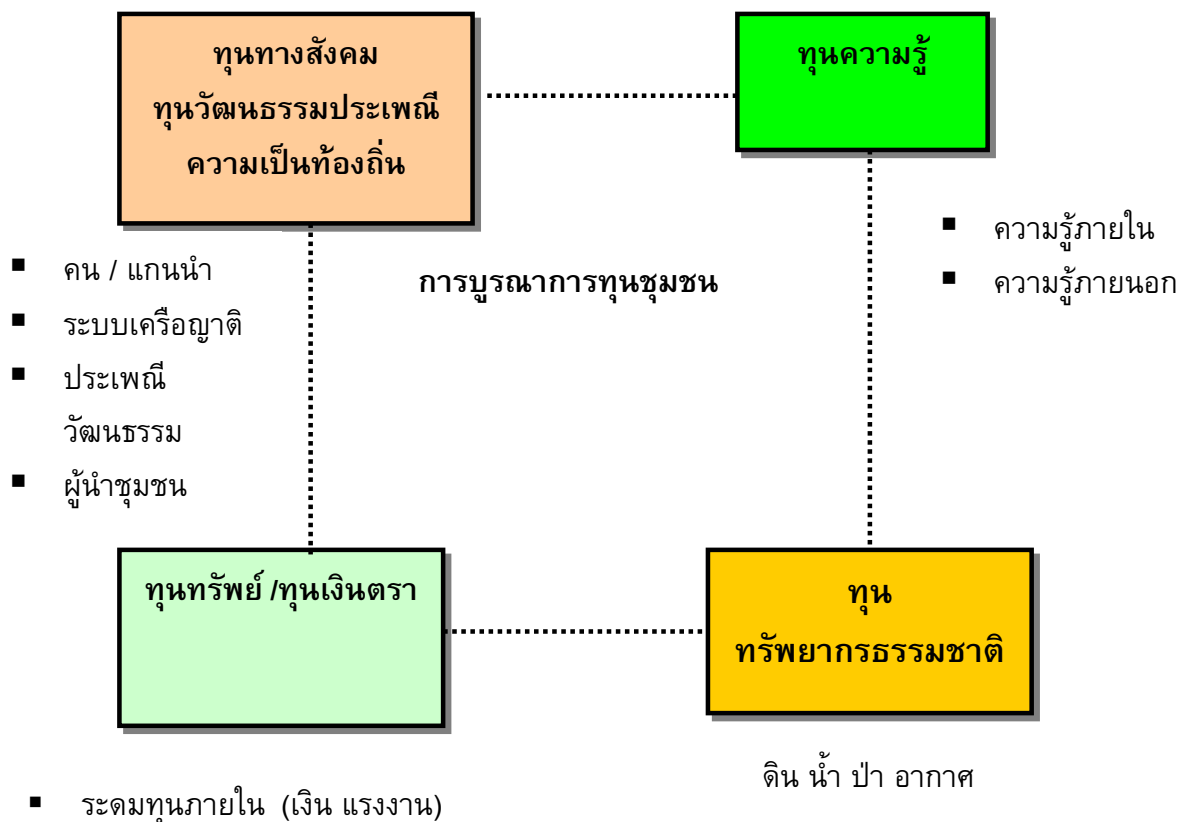 ทุนทางสังคม
ทุนวัฒนธรรมประเพณี
ความเป็นท้องถิ่น
ทุนความรู้
▪ ความรู้ภายใน
▪ ความรู้ภายนอก
การบูรณาการทุนชุมชน
▪ คน / แกนนำ
▪ ระบบเครือญาติ
▪ ประเพณี
วัฒนธรรม
▪ ผู้นำชุมชน
ทุนทรัพย์ /ทุนเงินตรา
ทุน
ทรัพยากรธรรมชาติ
ดิน น้ำ ป่า อากาศ
▪ ระดมทุนภายใน (เงิน แรงงาน)